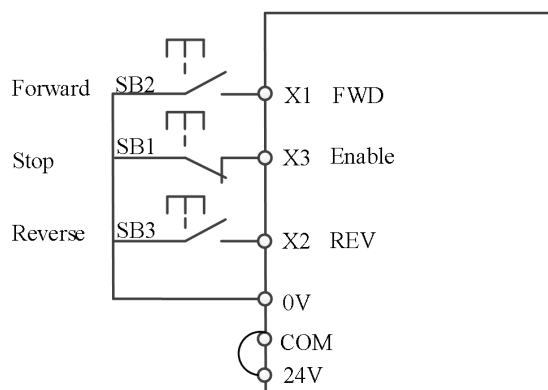 Forward SB2 X1 FWD
Stop SB1 X3 Enable
Reverse SB3 X2 REV
0V
COM
24V